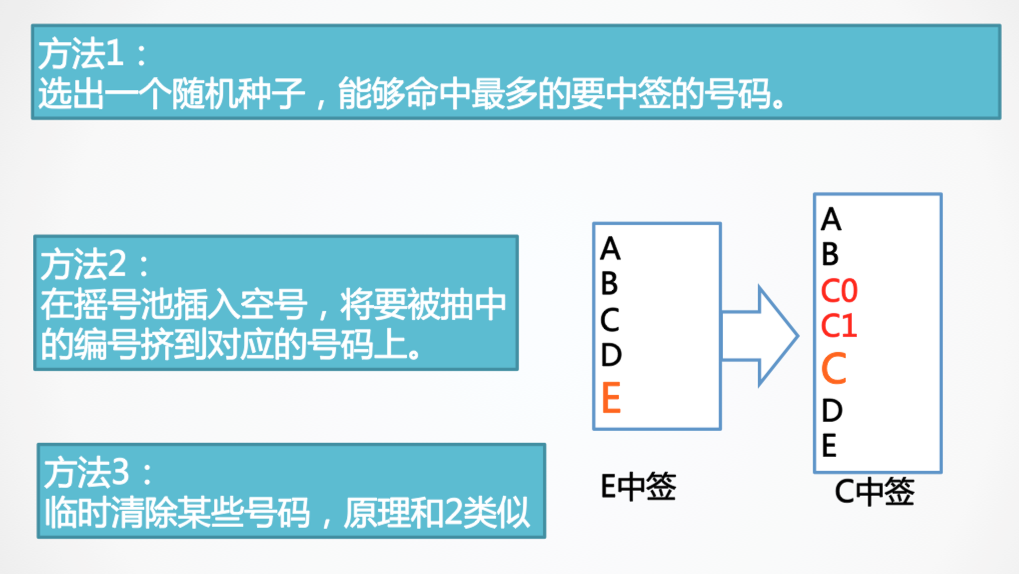 方法1：
选出一个随机种子，能够命中最多的要中签的号码。
方法2：
在摇号池插入空号，将要被抽中
的编号挤到对应的号码上。
方法3：
临时清除某些号码，原理和2类似
A
B
C
D
E
E中签
A
B
C0
C1
C
D
E
C中签